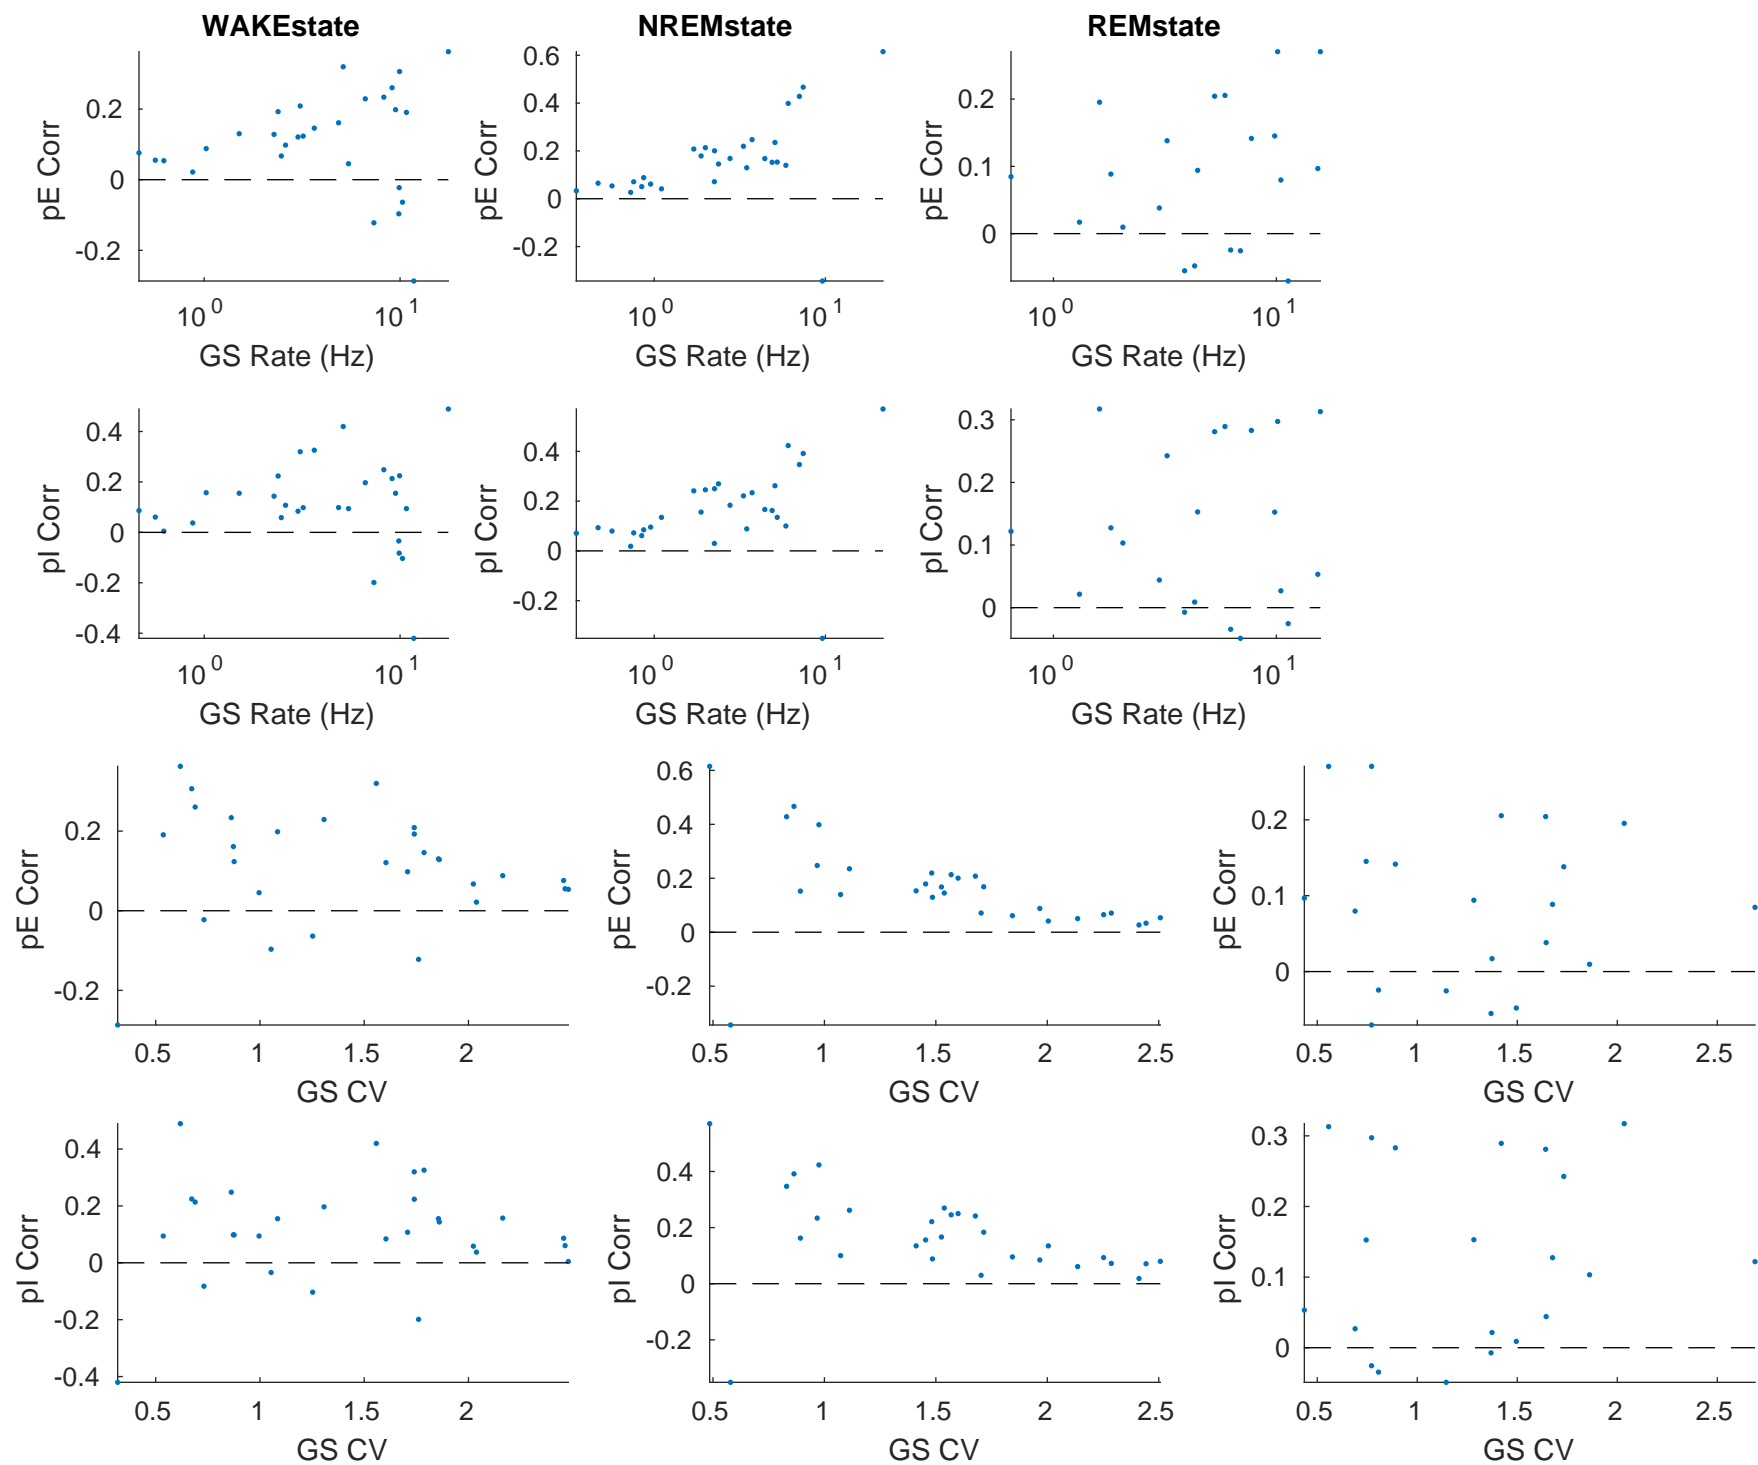 WAKEstate NREMstate REMstate
pE Corr 0.2 0 -0.2 10^0 10^1 GS Rate (Hz)
pE Corr 0.6 0.4 0.2 0 -0.2 10^0 10^1 GS Rate (Hz)
pE Corr 0.2 0.1 0 10^0 10^1 GS Rate (Hz)
pI Corr 0.4 0.2 0 -0.2 -0.4 10^0 10^1 GS Rate (Hz)
pI Corr 0.4 0.2 0 -0.2 10^0 10^1 GS Rate (Hz)
pI Corr 0.3 0.2 0.1 0 10^0 10^1 GS Rate (Hz)
pE Corr 0.2 0 -0.2 0.5 1 1.5 2 GS CV
pE Corr 0.6 0.4 0.2 0 -0.2 0.5 1 1.5 2 2.5 GS CV
pE Corr 0.2 0.1 0 0.5 1 1.5 2 2.5 GS CV
pI Corr 0.4 0.2 0 -0.2 -0.4 0.5 1 1.5 2 GS CV
pI Corr 0.4 0.2 0 -0.2 0.5 1 1.5 2 2.5 GS CV
pI Corr 0.3 0.2 0.1 0 0.5 1 1.5 2 2.5 GS CV